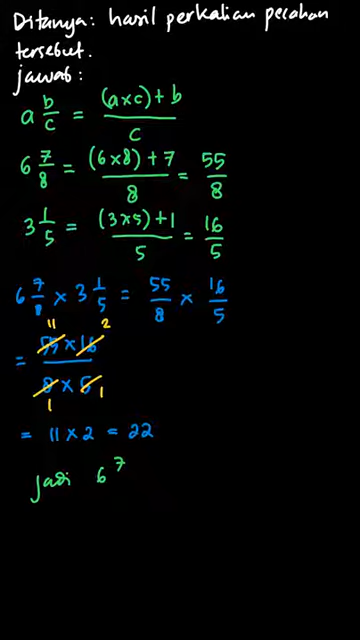 Ditanya: hasil perkalian pecahan
tersebut.
jawab:
a b/c = (a×c)+b / c
6 7/8 = (6×8)+7 / 8 = 55/8
3 1/5 = (3×5)+1 / 5 = 16/5
6 7/8 × 3 1/5 = 55/8 × 16/5
11 2
= 55 × 16 / 8 × 5
1 1
= 11 × 2 = 22
Jadi 6 7